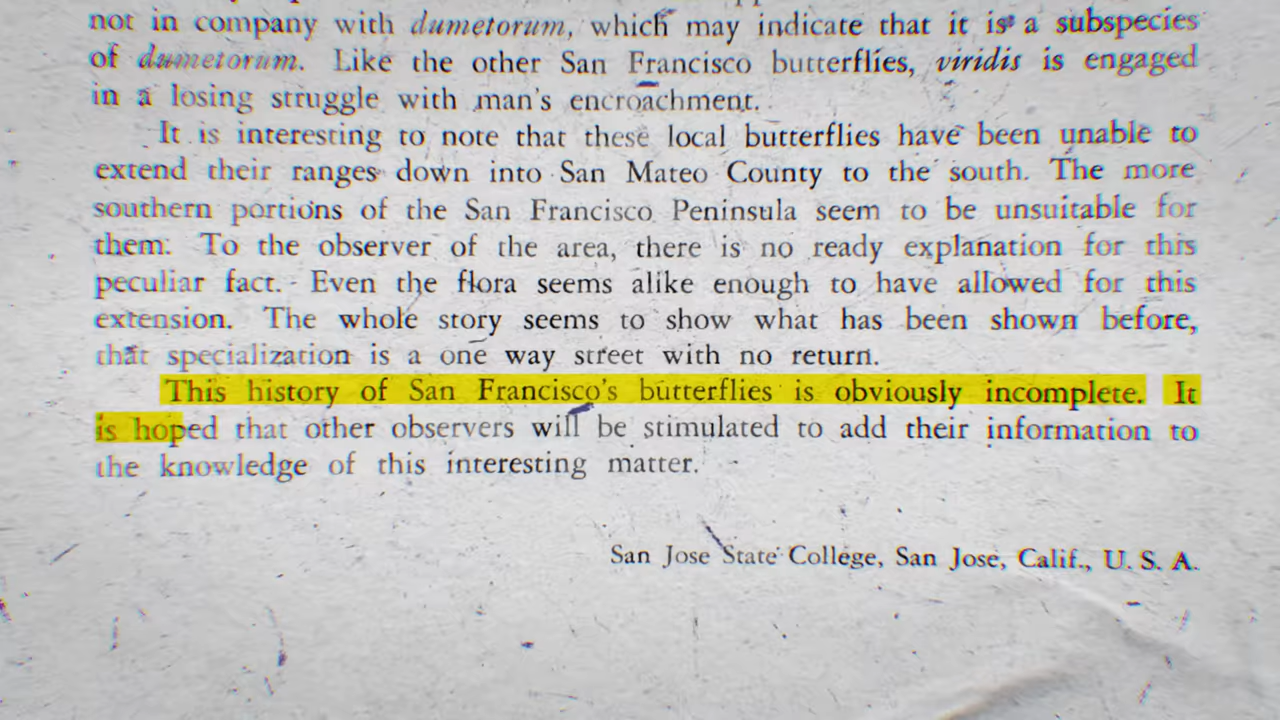 not in company with dumetorum, which may indicate that it is a subspecies
of dumetorum. Like the other San Francisco butterflies, viridis is engaged
in a losing struggle with man's encroachment.
It is interesting to note that these local butterflies have been unable to
extend their ranges down into San Mateo County to the south. The more
southern portions of the San Francisco Peninsula seem to be unsuitable for
them. To the observer of the area, there is no ready explanation for this
peculiar fact. Even the flora seems alike enough to have allowed for this
extension. The whole story seems to show what has been shown before,
that specialization is a one way street with no return.
This history of San Francisco's butterflies is obviously incomplete. It
is hoped that other observers will be stimulated to add their information to
the knowledge of this interesting matter.
San Jose State College, San Jose, Calif., U. S. A.